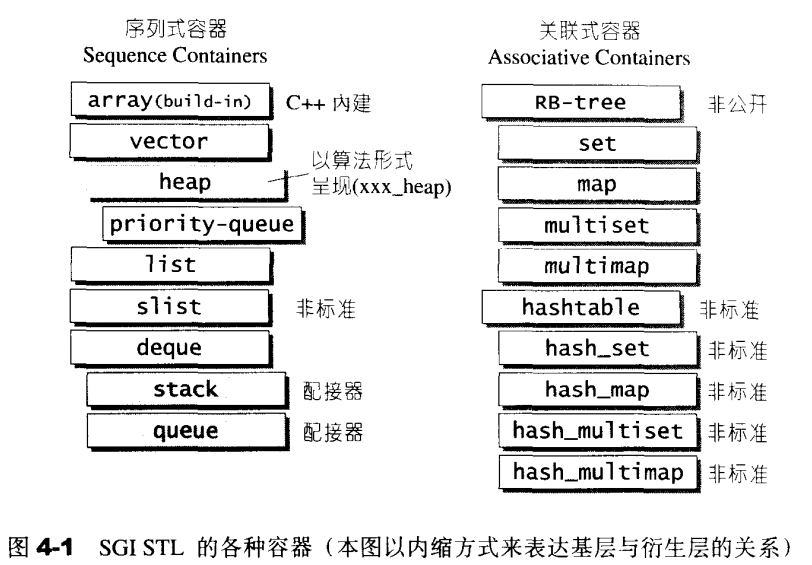 序列式容器
Sequence Containers
array(build-in) C++ 內建
vector
heap 以算法形式
呈现(xxx_heap)
priority-queue
list
slist 非标准
deque
stack 配接器
queue 配接器
关联式容器
Associative Containers
RB-tree 非公开
set
map
multiset
multimap
hashtable 非标准
hash_set 非标准
hash_map 非标准
hash_multiset 非标准
hash_multimap 非标准
图 4-1 SGI STL 的各种容器（本图以内缩方式来表达基层与衍生层的关系）